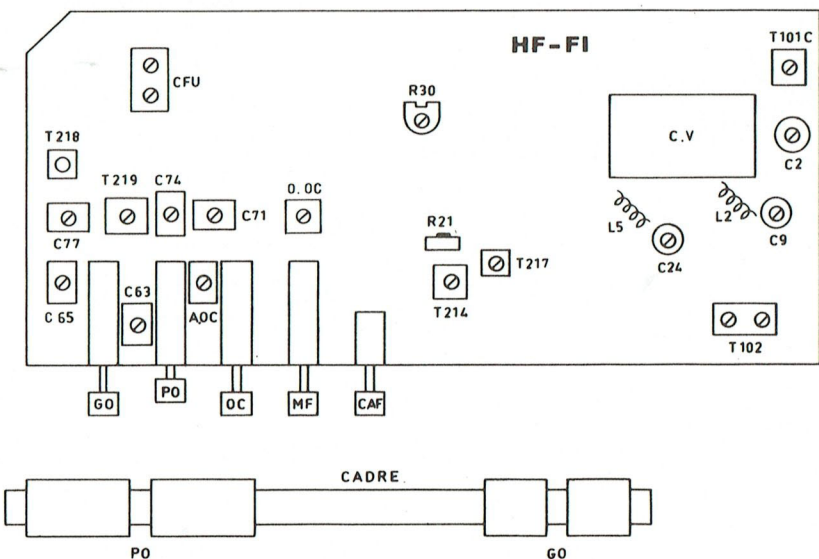 HF-FI
T101C
CFU
R30
C.V
C2
T218
T219
C74
O.OC
C71
C77
R21
L5
L2
C9
C24
T217
C63
C65
A.OC
T214
T102
GO
PO
OC
MF
CAF
CADRE
PO
GO